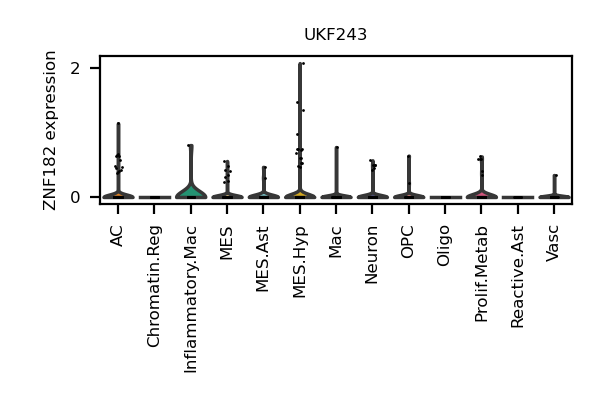 UKF243
ZNF182 expression
2
0
AC
Chromatin.Reg
Inflammatory.Mac
MES
MES.Ast
MES.Hyp
Mac
Neuron
OPC
Oligo
Prolif.Metab
Reactive.Ast
Vasc